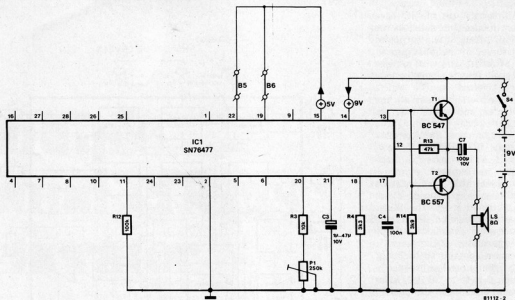 B5
B6
5V
9V
T1
BC 547
S4
16
27
28
26
25
1
22
19
9
15
14
13
IC1
SN76477
12
R13
47k
C7
100µ
10V
9V
T2
BC 557
4
7
8
10
11
24
23
2
5
6
20
21
18
17
R12
100k
R3
10k
C3
1µ...47µ
10V
R4
3k3
C4
100n
R14
3k9
LS
8Ω
P1
250k
81112 - 2